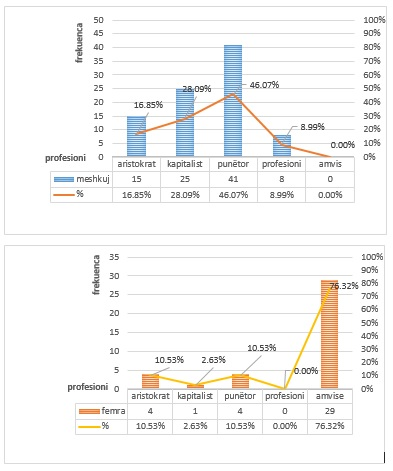 frekuenca
50 100%
45 90%
40 80%
35 70%
30 60%
25 50%
20 40%
15 30%
10 20%
5 10%
0 0%
16.85% 28.09% 46.07% 8.99% 0.00%
profesioni aristokrat kapitalist punëtor profesioni amvis
meshkuj 15 25 41 8 0
% 16.85% 28.09% 46.07% 8.99% 0.00%
frekuenca
35 100%
30 90%
25 80%
20 70%
15 60%
10 50%
5 40%
0 30%
20%
10%
0%
10.53% 2.63% 10.53% 0.00% 76.32%
profesioni aristokrat kapitalist punëtor profesioni amvise
femra 4 1 4 0 29
% 10.53% 2.63% 10.53% 0.00% 76.32%